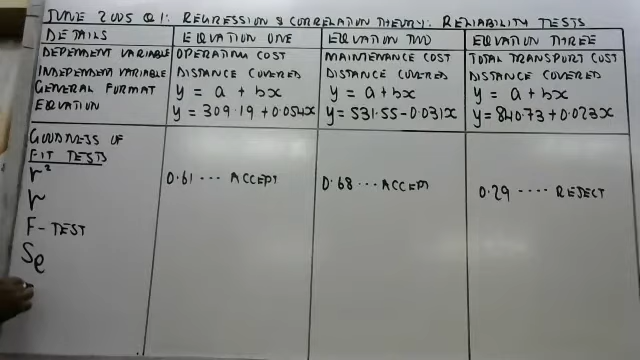 JUNE 2005 Q1: REGRESSION & CORRELATION THEORY: RELIABILITY TESTS
DETAILS EQUATION ONE EQUATION TWO EQUATION THREE
DEPENDENT VARIABLE OPERATING COST MAINTENANCE COST TOTAL TRANSPORT COST
INDEPENDENT VARIABLE DISTANCE COVERED DISTANCE COVERED DISTANCE COVERED
GENERAL FORMAT y = a + bx y = a + bx y = a + bx
EQUATION y = 309.19 + 0.054x y = 531.55 - 0.031x y = 840.73 + 0.023x
GOODNESS OF
FIT TESTS
r² 0.61 ... ACCEPT 0.68 ... ACCEPT 0.29 .... REJECT
r
F-TEST
Se